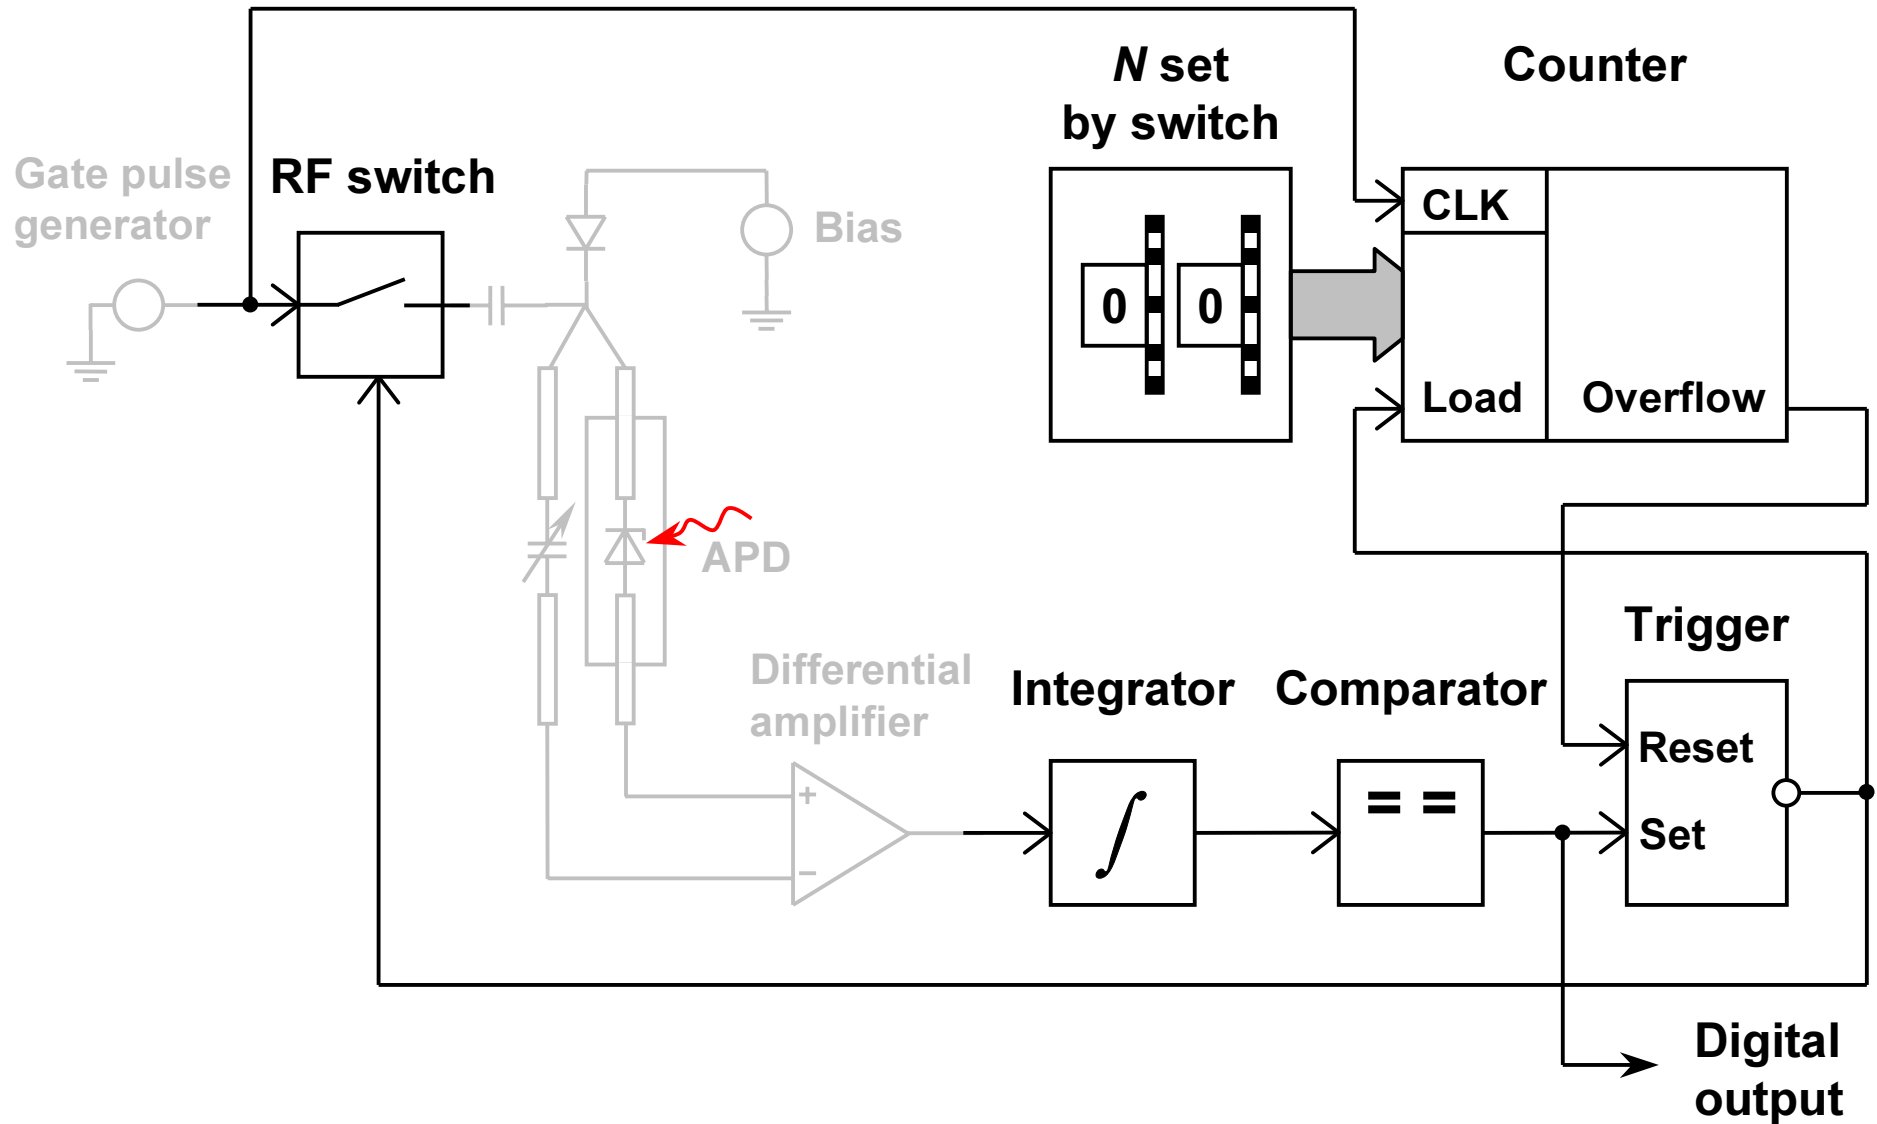 N set
by switch
Counter
Gate pulse
generator
RF switch
Bias
CLK
0 0
Load
Overflow
APD
Trigger
Differential
amplifier
Integrator
Comparator
Reset
+
∫
= =
Set
−
Digital
output